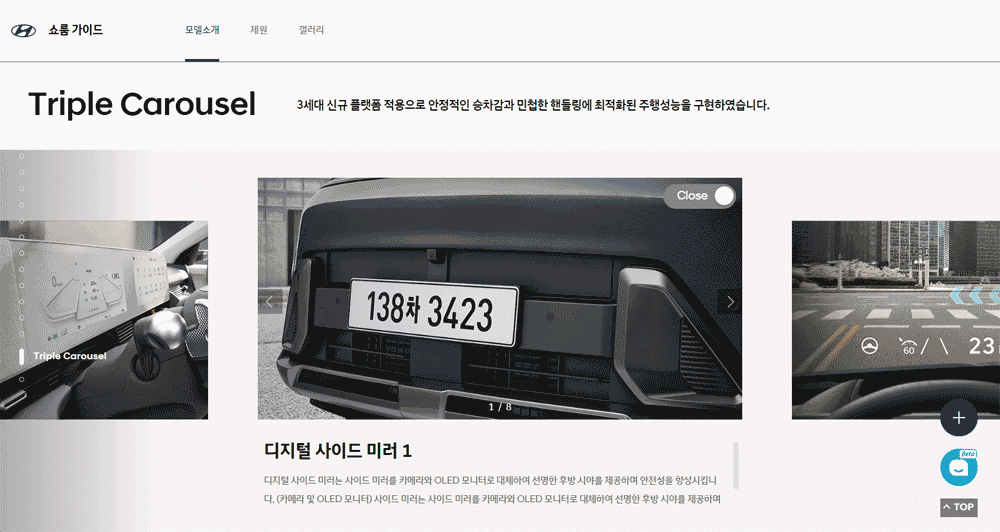 쇼룸 가이드
모델소개
제원
갤러리
Triple Carousel
3세대 신규 플랫폼 적용으로 안정적인 승차감과 민첩한 핸들링에 최적화된 주행성능을 구현하였습니다.
Close
138차 3423
60
23
Triple Carousel
1 / 8
디지털 사이드 미러 1
디지털 사이드 미러는 사이드 미러를 카메라와 OLED 모니터로 대체하여 선명한 후방 시야를 제공하며 안전성을 향상시킵니
다. (카메라 및 OLED 모니터) 사이드 미러는 사이드 미러를 카메라와 OLED 모니터로 대체하여 선명한 후방 시야를 제공하며
Beta
TOP